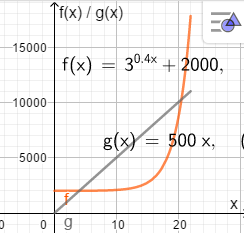 f(x) / g(x)
15000
f(x) = 3^0.4x + 2000,
10000
g(x) = 500 x, (
5000
x
f
0 0 10 20
g